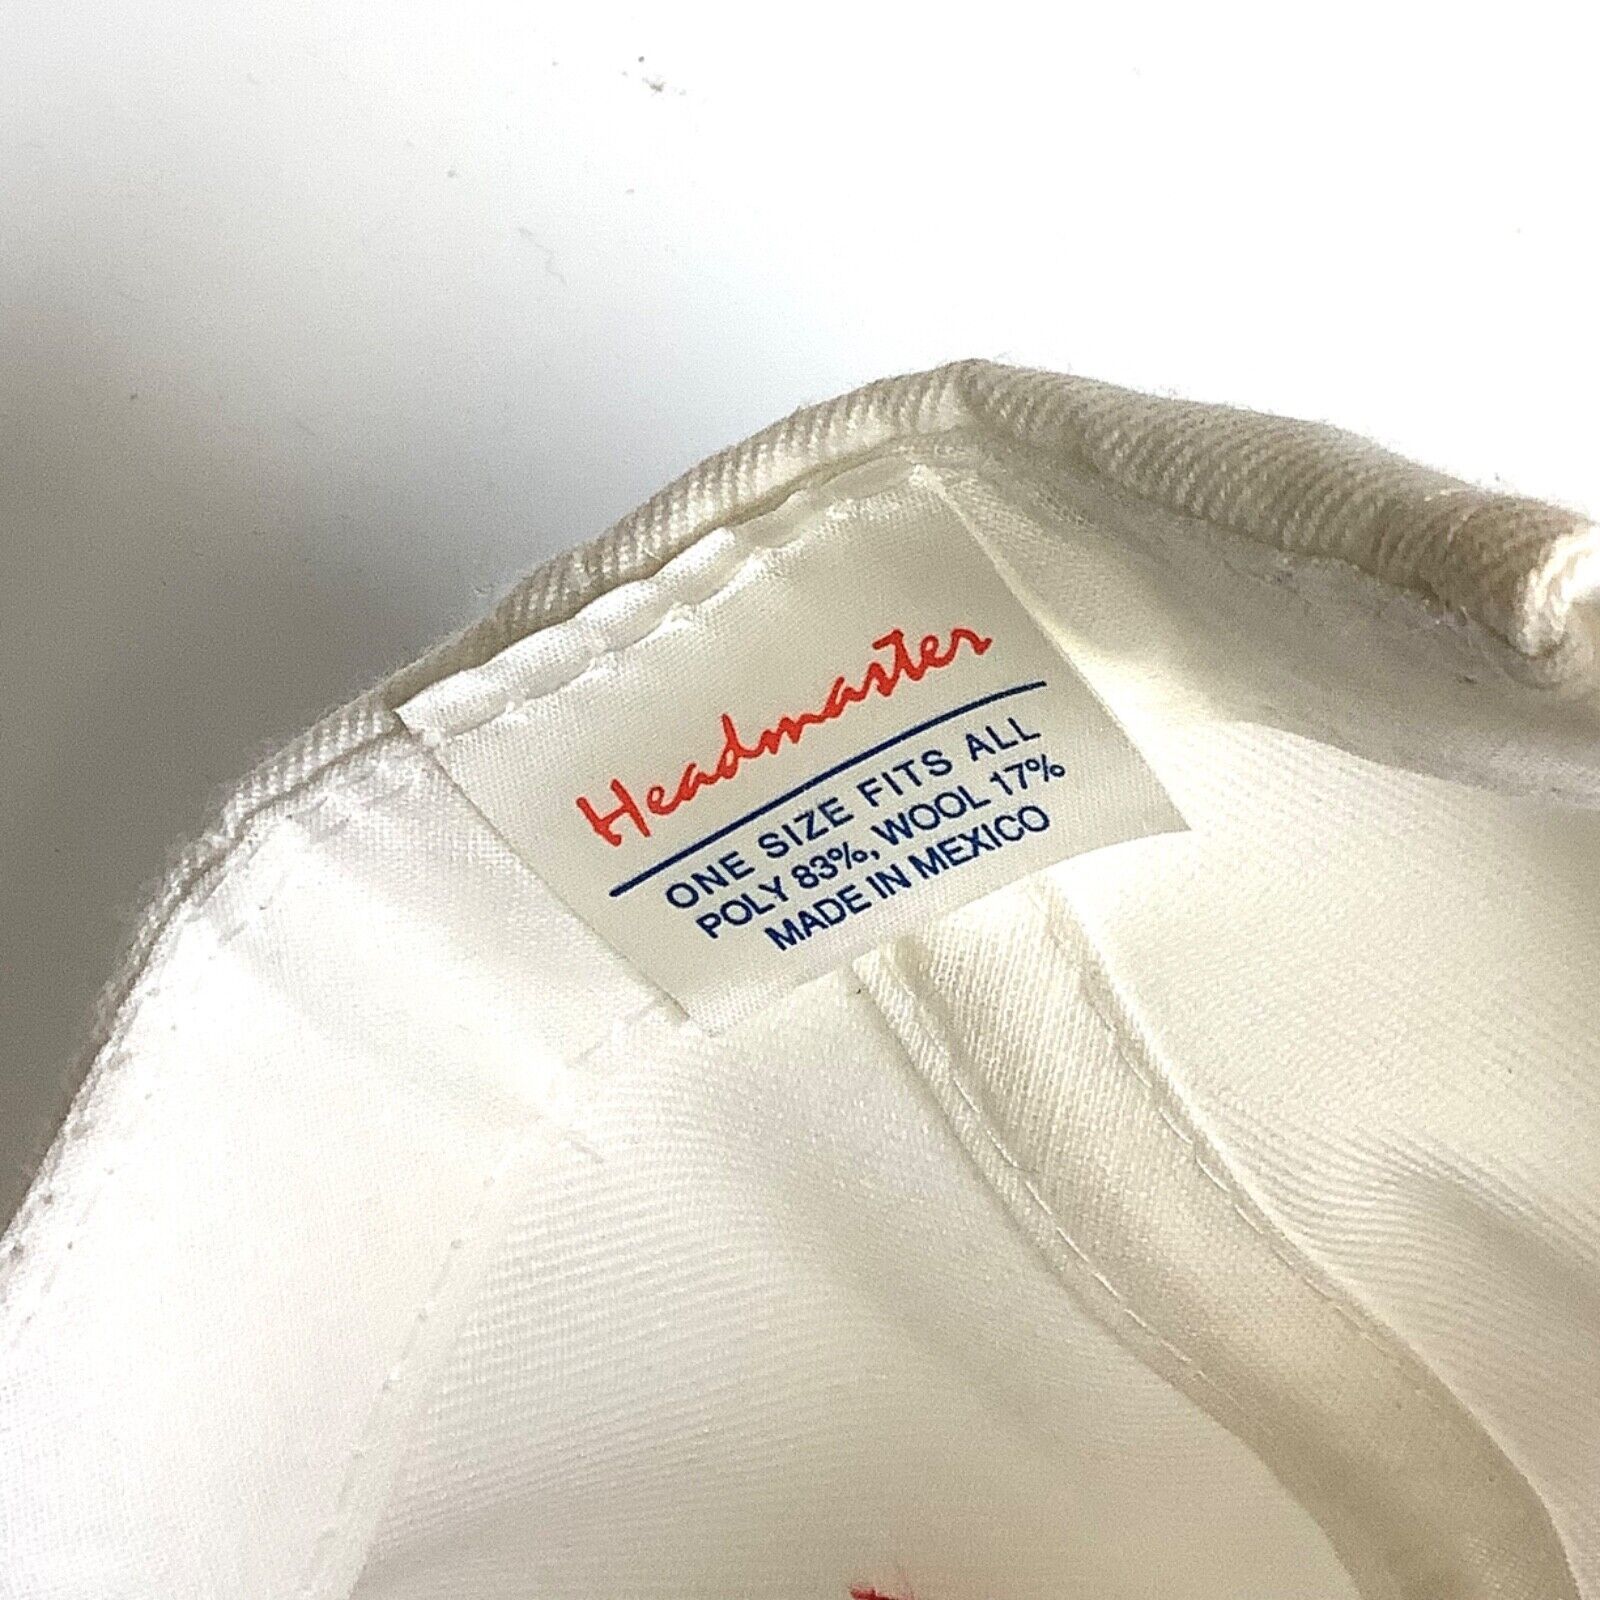 Headmaster
ONE SIZE FITS ALL
POLY 83%, WOOL 17%
MADE IN MEXICO